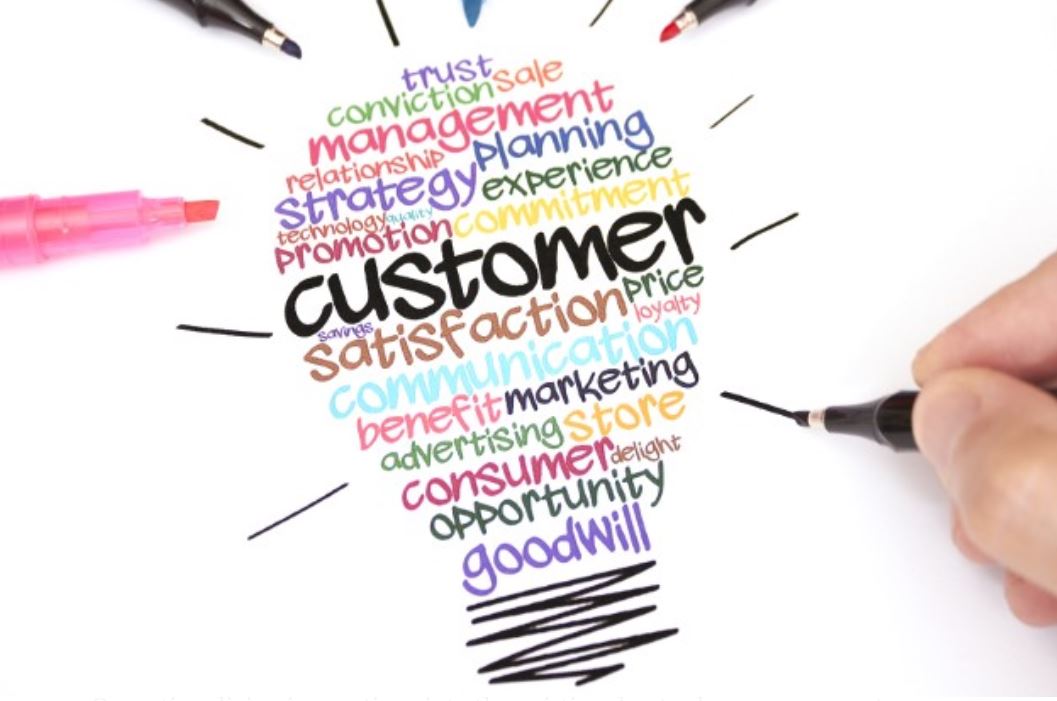 trust
conviction sale
management
relationship planning
strategy experience
technology quality commitment
promotion
customer
savings price
satisfaction loyalty
communication
benefit marketing
advertising store
consumer delight
opportunity
goodwill